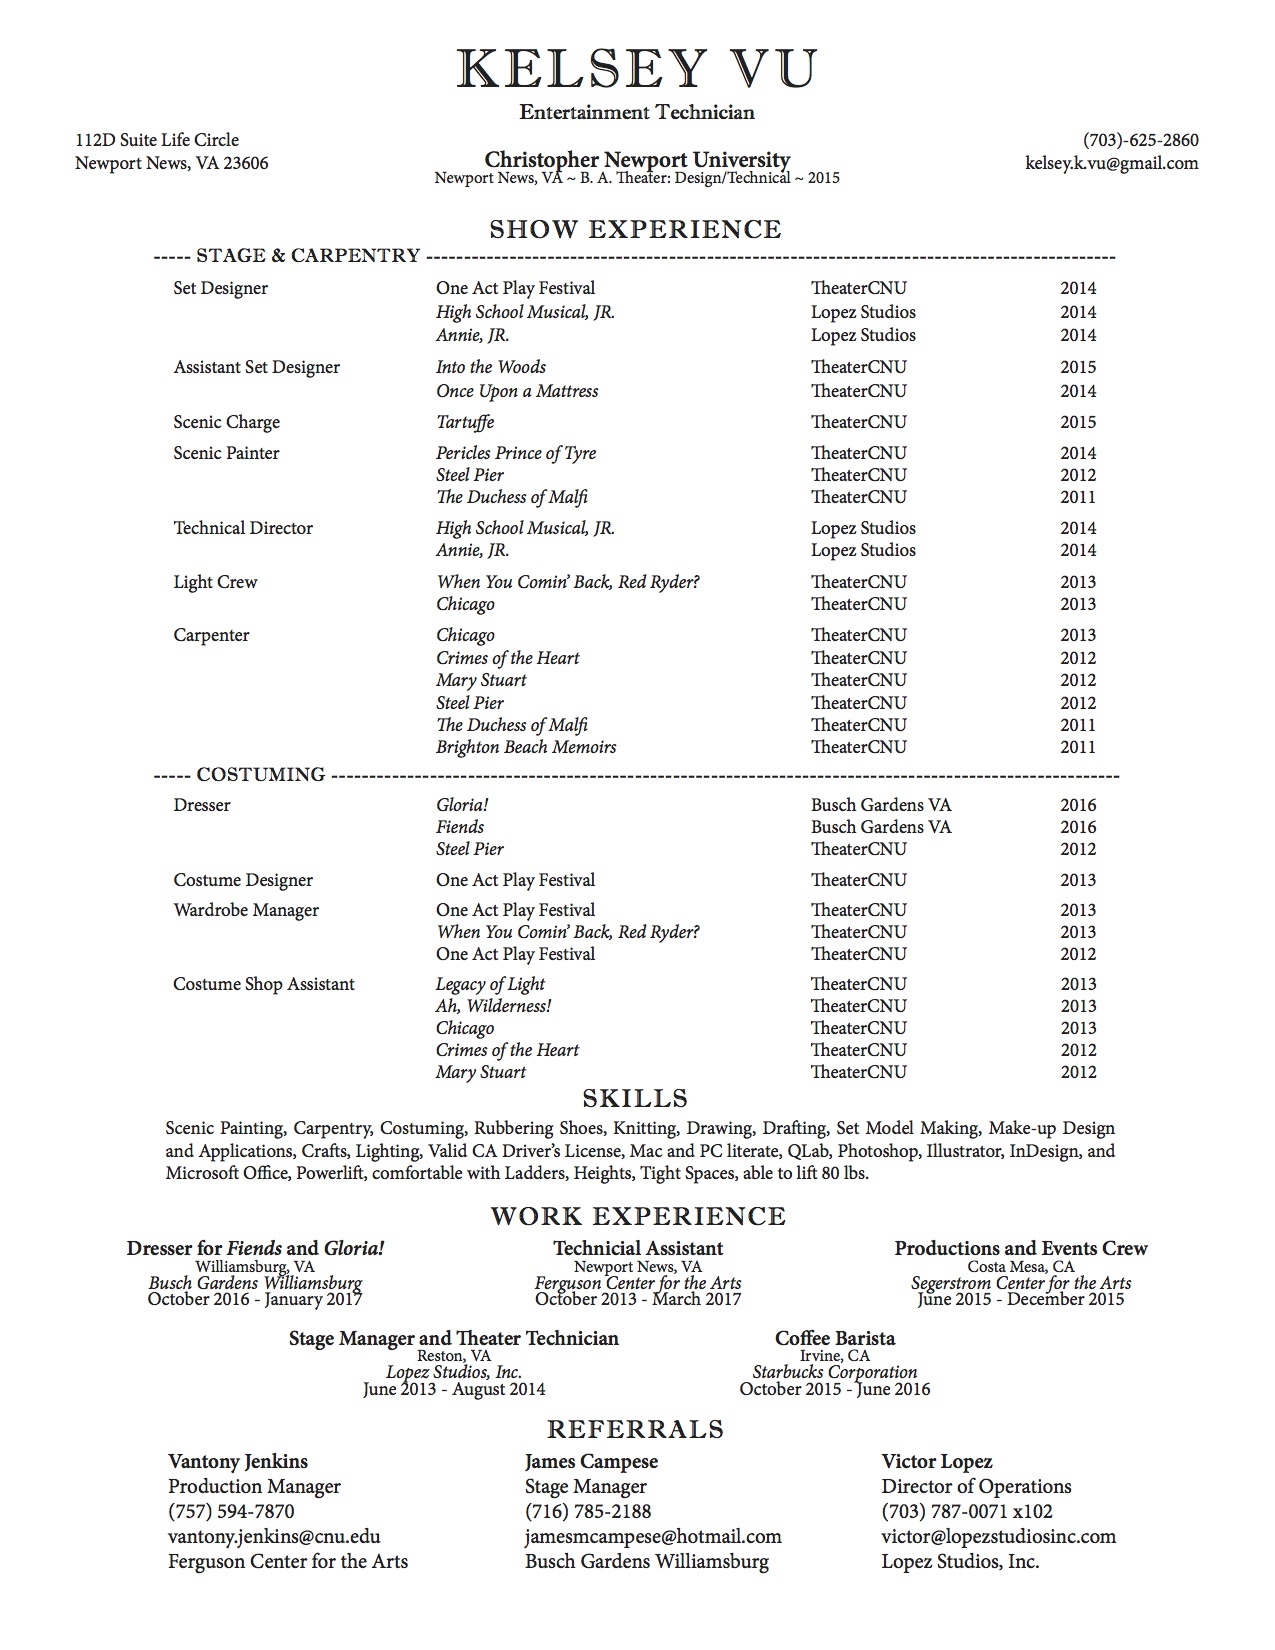 KELSEY VU
Entertainment Technician
112D Suite Life Circle
Newport News, VA 23606
(703)-625-2860
kelsey.k.vu@gmail.com
Christopher Newport University
Newport News, VA ~ B. A. Theater: Design/Technical ~ 2015
SHOW EXPERIENCE
----- STAGE & CARPENTRY --------------------------------------------------------------------------------------------
Set Designer One Act Play Festival TheaterCNU 2014
High School Musical, JR. Lopez Studios 2014
Annie, JR. Lopez Studios 2014
Assistant Set Designer Into the Woods TheaterCNU 2015
Once Upon a Mattress TheaterCNU 2014
Scenic Charge Tartuffe TheaterCNU 2015
Scenic Painter Pericles Prince of Tyre TheaterCNU 2014
Steel Pier TheaterCNU 2012
The Duchess of Malfi TheaterCNU 2011
Technical Director High School Musical, JR. Lopez Studios 2014
Annie, JR. Lopez Studios 2014
Light Crew When You Comin' Back, Red Ryder? TheaterCNU 2013
Chicago TheaterCNU 2013
Carpenter Chicago TheaterCNU 2013
Crimes of the Heart TheaterCNU 2012
Mary Stuart TheaterCNU 2012
Steel Pier TheaterCNU 2012
The Duchess of Malfi TheaterCNU 2011
Brighton Beach Memoirs TheaterCNU 2011
----- COSTUMING ---------------------------------------------------------------------------------------------------------
Dresser Gloria! Busch Gardens VA 2016
Fiends Busch Gardens VA 2016
Steel Pier TheaterCNU 2012
Costume Designer One Act Play Festival TheaterCNU 2013
Wardrobe Manager One Act Play Festival TheaterCNU 2013
When You Comin' Back, Red Ryder? TheaterCNU 2013
One Act Play Festival TheaterCNU 2012
Costume Shop Assistant Legacy of Light TheaterCNU 2013
Ah, Wilderness! TheaterCNU 2013
Chicago TheaterCNU 2013
Crimes of the Heart TheaterCNU 2012
Mary Stuart TheaterCNU 2012
SKILLS
Scenic Painting, Carpentry, Costuming, Rubbering Shoes, Knitting, Drawing, Drafting, Set Model Making, Make-up Design
and Applications, Crafts, Lighting, Valid CA Driver's License, Mac and PC literate, QLab, Photoshop, Illustrator, InDesign, and
Microsoft Office, Powerlift, comfortable with Ladders, Heights, Tight Spaces, able to lift 80 lbs.
WORK EXPERIENCE
Dresser for Fiends and Gloria!
Williamsburg, VA
Busch Gardens Williamsburg
October 2016 - January 2017
Technicial Assistant
Newport News, VA
Ferguson Center for the Arts
October 2013 - March 2017
Productions and Events Crew
Costa Mesa, CA
Segerstrom Center for the Arts
June 2015 - December 2015
Stage Manager and Theater Technician
Reston, VA
Lopez Studios, Inc.
June 2013 - August 2014
Coffee Barista
Irvine, CA
Starbucks Corporation
October 2015 - June 2016
REFERRALS
Vantony Jenkins
Production Manager
(757) 594-7870
vantony.jenkins@cnu.edu
Ferguson Center for the Arts
James Campese
Stage Manager
(716) 785-2188
jamesmcampese@hotmail.com
Busch Gardens Williamsburg
Victor Lopez
Director of Operations
(703) 787-0071 x102
victor@lopezstudiosinc.com
Lopez Studios, Inc.